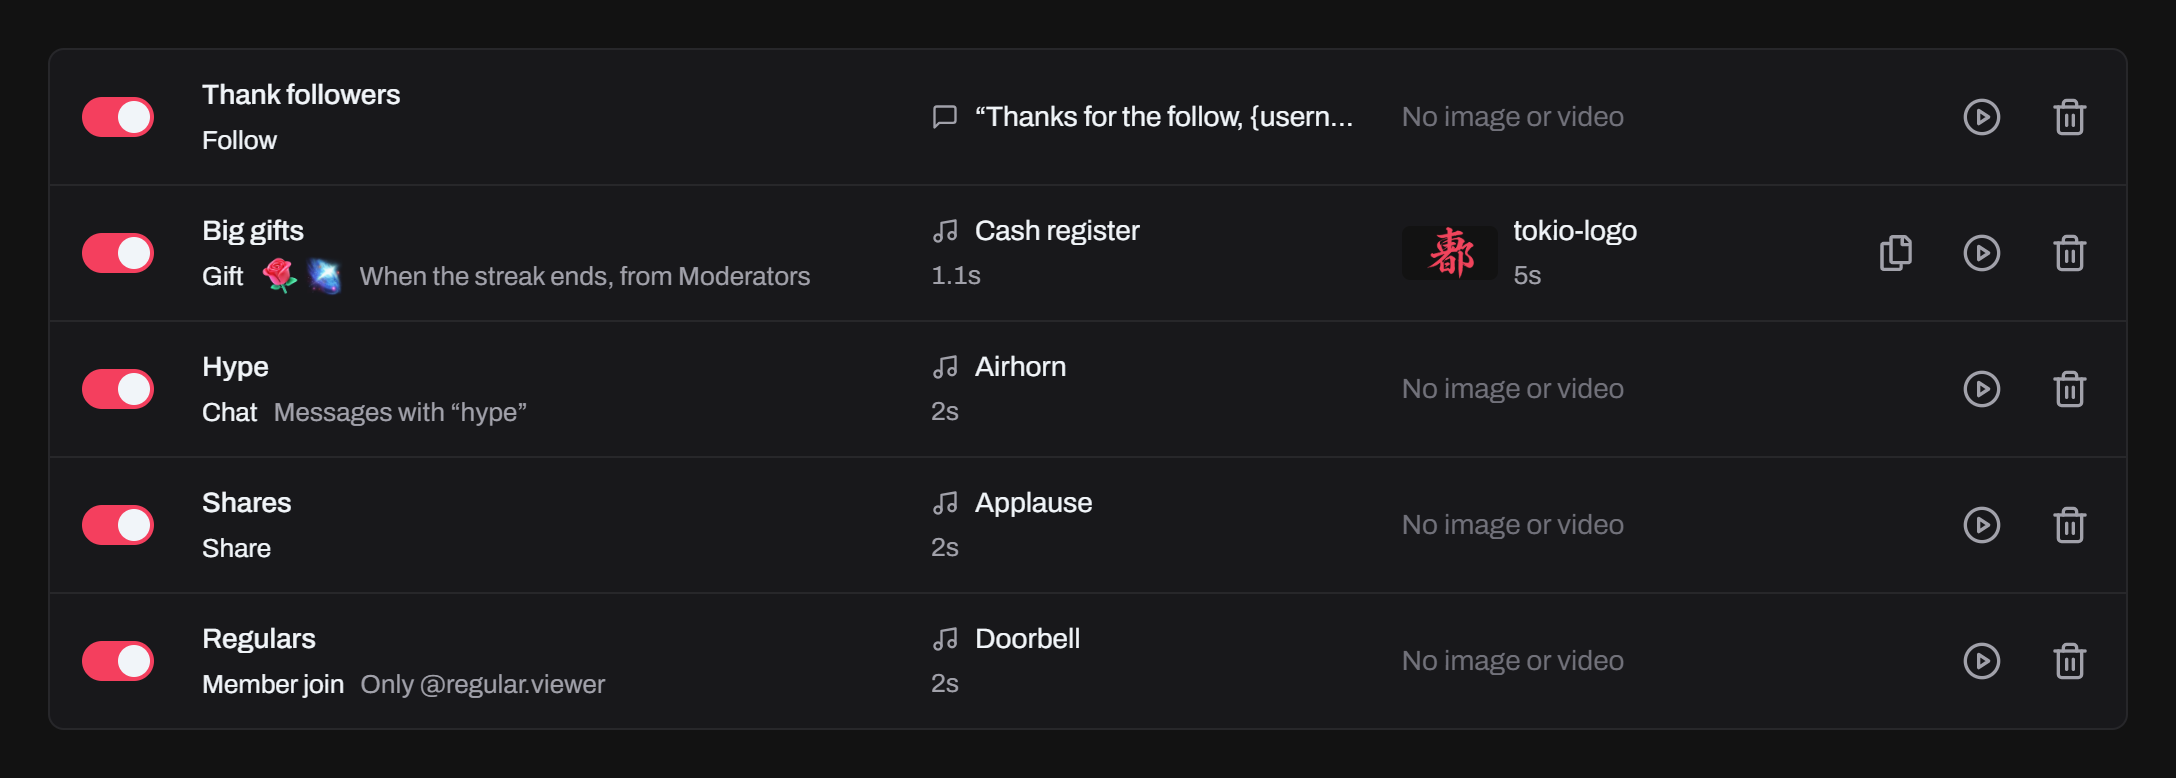 Thank followers
Follow
“Thanks for the follow, {usern...
No image or video
Big gifts
Gift When the streak ends, from Moderators
Cash register
1.1s
都
tokio-logo
5s
Hype
Chat Messages with “hype”
Airhorn
2s
No image or video
Shares
Share
Applause
2s
No image or video
Regulars
Member join Only @regular.viewer
Doorbell
2s
No image or video